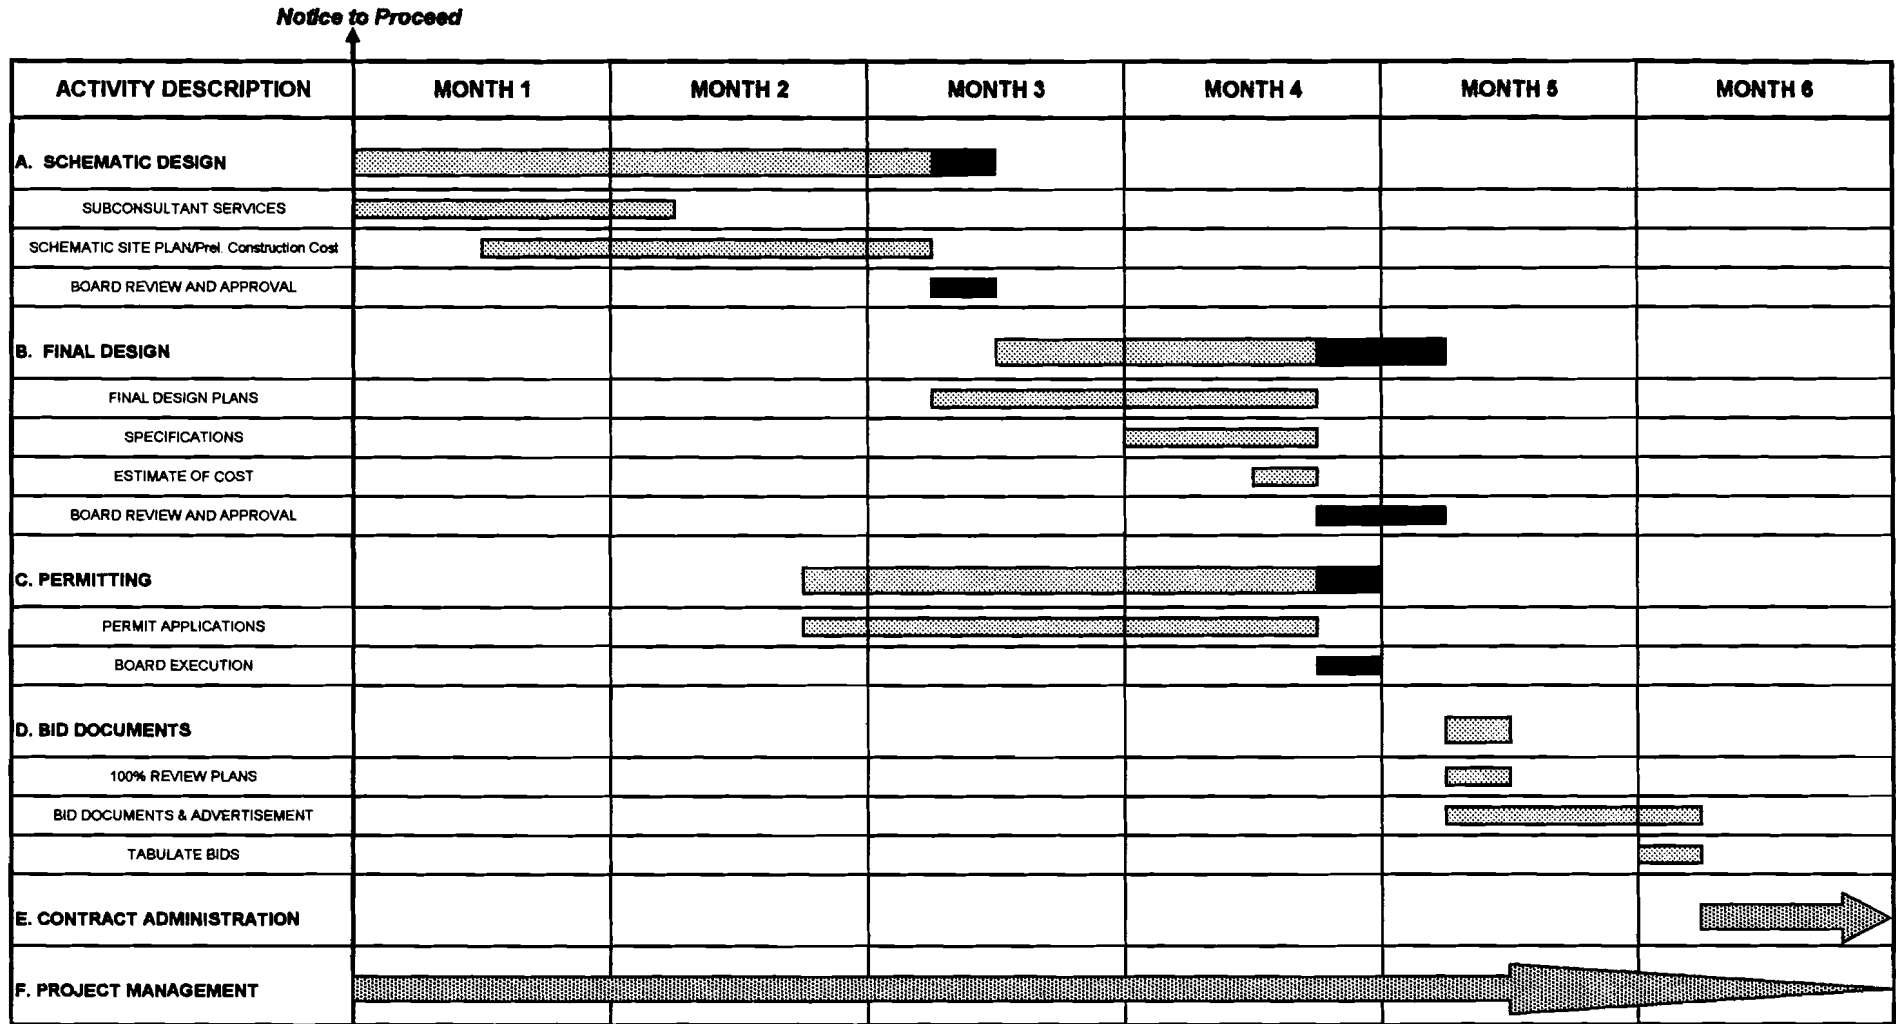 Notice to Proceed
ACTIVITY DESCRIPTION MONTH 1 MONTH 2 MONTH 3 MONTH 4 MONTH 5 MONTH 6
A. SCHEMATIC DESIGN
SUBCONSULTANT SERVICES
SCHEMATIC SITE PLAN/Prel. Construction Cost
BOARD REVIEW AND APPROVAL
B. FINAL DESIGN
FINAL DESIGN PLANS
SPECIFICATIONS
ESTIMATE OF COST
BOARD REVIEW AND APPROVAL
C. PERMITTING
PERMIT APPLICATIONS
BOARD EXECUTION
D. BID DOCUMENTS
100% REVIEW PLANS
BID DOCUMENTS & ADVERTISEMENT
TABULATE BIDS
E. CONTRACT ADMINISTRATION
F. PROJECT MANAGEMENT